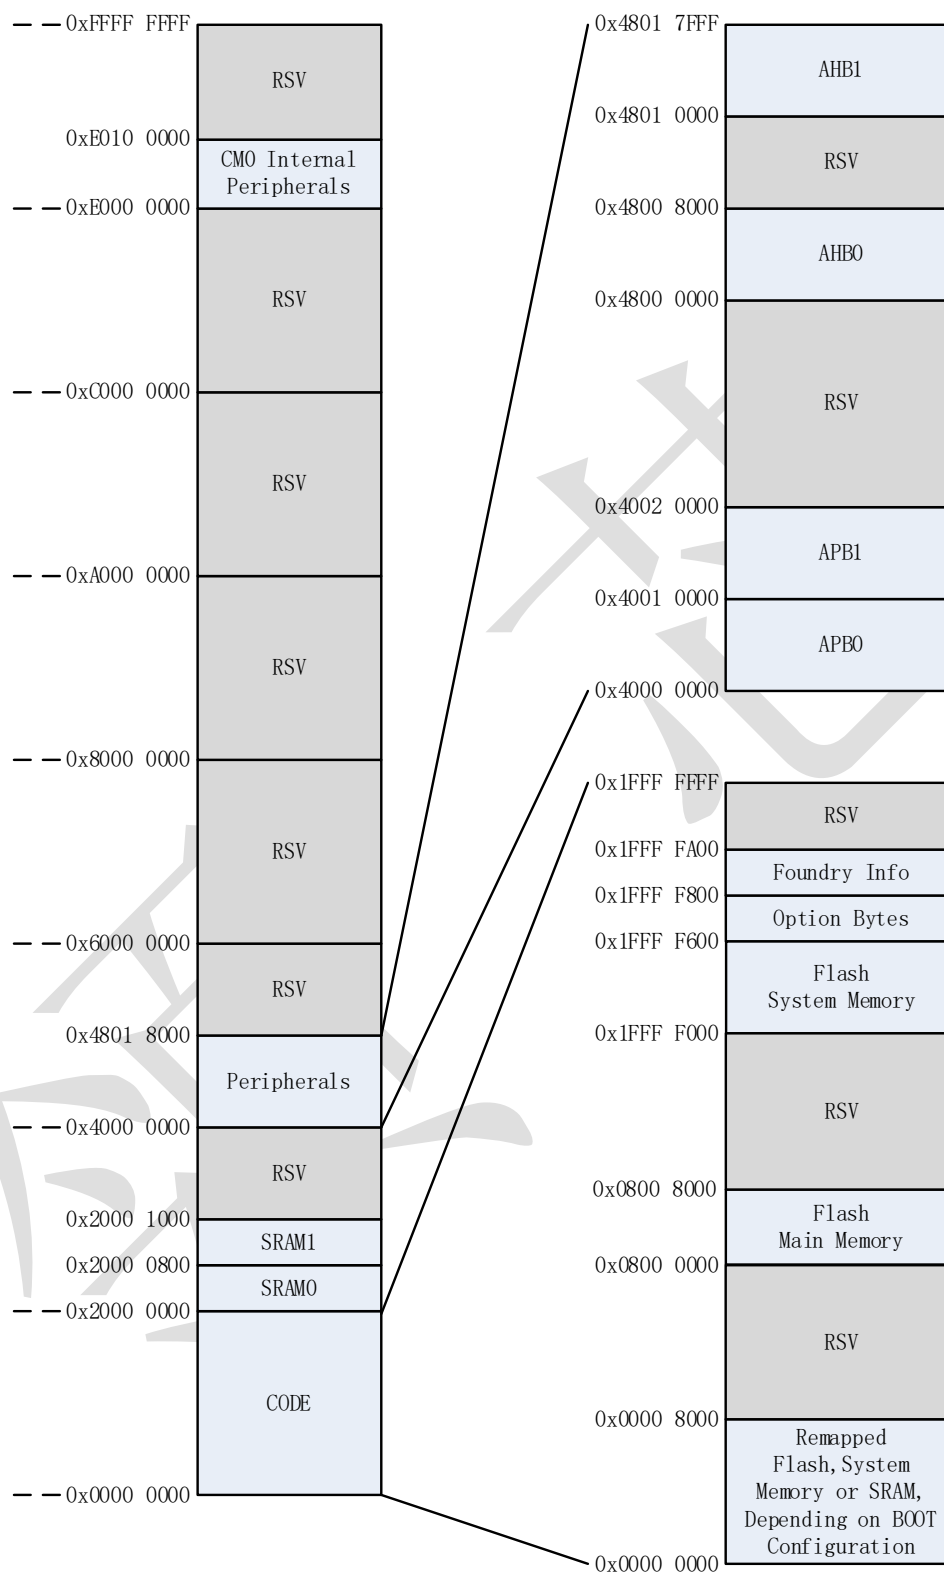 0xFFFF FFFF
RSV
0xE010 0000
CM0 Internal
Peripherals
0xE000 0000
RSV
0xC000 0000
RSV
0xA000 0000
RSV
0x8000 0000
RSV
0x6000 0000
RSV
0x4801 8000
Peripherals
0x4000 0000
RSV
0x2000 1000
SRAM1
0x2000 0800
SRAM0
0x2000 0000
CODE
0x0000 0000
0x4801 7FFF
AHB1
0x4801 0000
RSV
0x4800 8000
AHB0
0x4800 0000
RSV
0x4002 0000
APB1
0x4001 0000
APB0
0x4000 0000
0x1FFF FFFF
RSV
0x1FFF FA00
Foundry Info
0x1FFF F800
Option Bytes
0x1FFF F600
Flash
System Memory
0x1FFF F000
RSV
0x0800 8000
Flash
Main Memory
0x0800 0000
RSV
0x0000 8000
Remapped
Flash,System
Memory or SRAM,
Depending on BOOT
Configuration
0x0000 0000